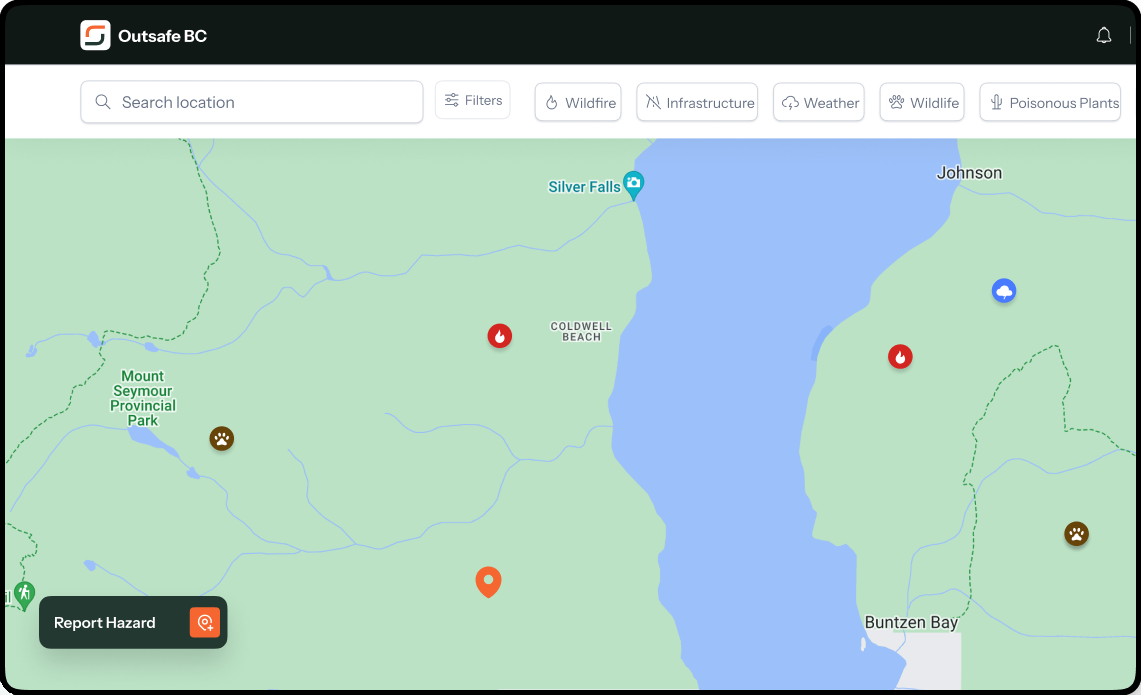 Outsafe BC
Search location
Filters
Wildfire
Infrastructure
Weather
Wildlife
Poisonous Plants
Johnson
Silver Falls
COLDWELL
BEACH
Mount
Seymour
Provincial
Park
il
Report Hazard
Buntzen Bay